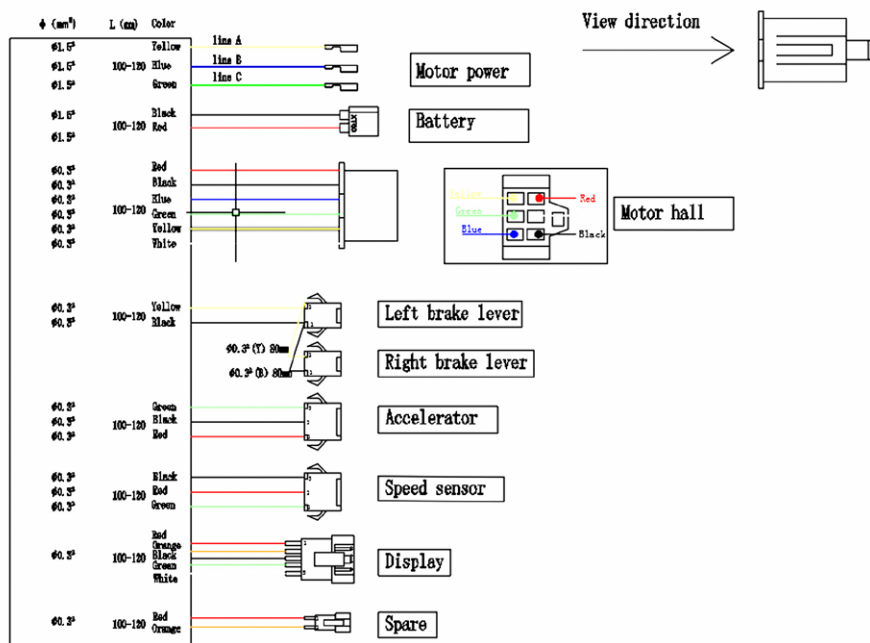 Φ (mm²) L (mm) Color
View direction
Φ1.5² Yellow line A
Φ1.5² 100-120 Blue line B
Φ1.5² Green line C
Motor power
Φ1.5² Black
100-120 Red
Φ1.5²
XT60
Battery
Φ0.3² Red
Φ0.3² Black
Φ0.3² Blue
Φ0.3² 100-120 Green
Φ0.3² Yellow
Φ0.3² White
Yellow Red
Green
Blue Black
Motor hall
Φ0.3² Yellow
Φ0.3² 100-120 Black
Left brake lever
Φ0.3²(Y) 80mm
Φ0.3²(B) 80mm
Right brake lever
Φ0.3² Green
Φ0.3² Black
Φ0.3² 100-120 Red
Accelerator
Φ0.3² Black
Φ0.3² 100-120 Red
Φ0.3² Green
Speed sensor
Red
Orange
Φ0.3² 100-120 Black
Green
White
Display
Φ0.3² 100-120 Red
Orange
Spare